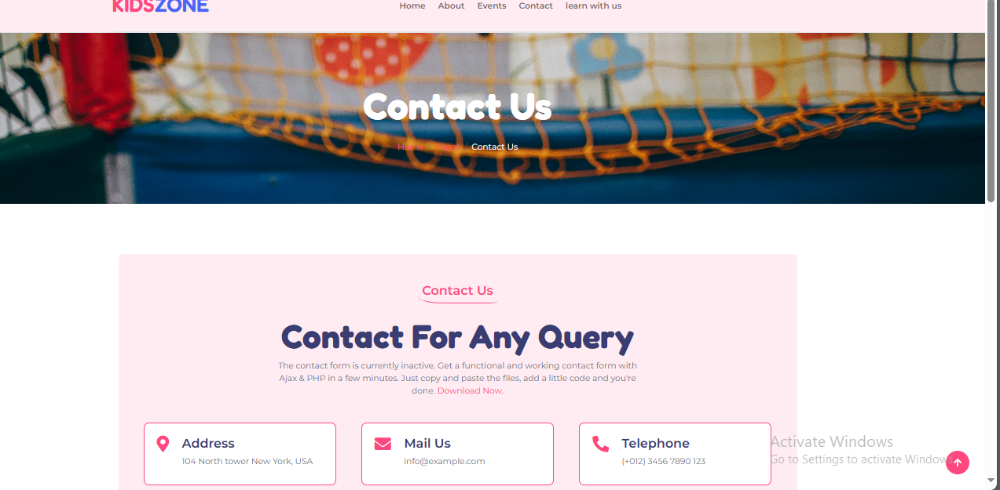 KIDSZONE
Home About Events Contact learn with us
Contact Us
Home / Pages / Contact Us
Contact Us
Contact For Any Query
The contact form is currently inactive. Get a functional and working contact form with
Ajax & PHP in a few minutes. Just copy and paste the files, add a little code and you're
done. Download Now.
Address
104 North tower New York, USA
Mail Us
info@example.com
Telephone
(+012) 3456 7890 123
Activate Windows
Go to Settings to activate Windows.